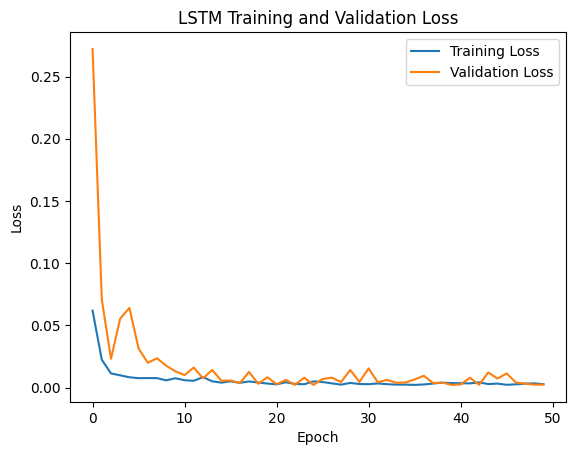 LSTM Training and Validation Loss
Training Loss
Validation Loss
Loss
0.25
0.20
0.15
0.10
0.05
0.00
0 10 20 30 40 50
Epoch